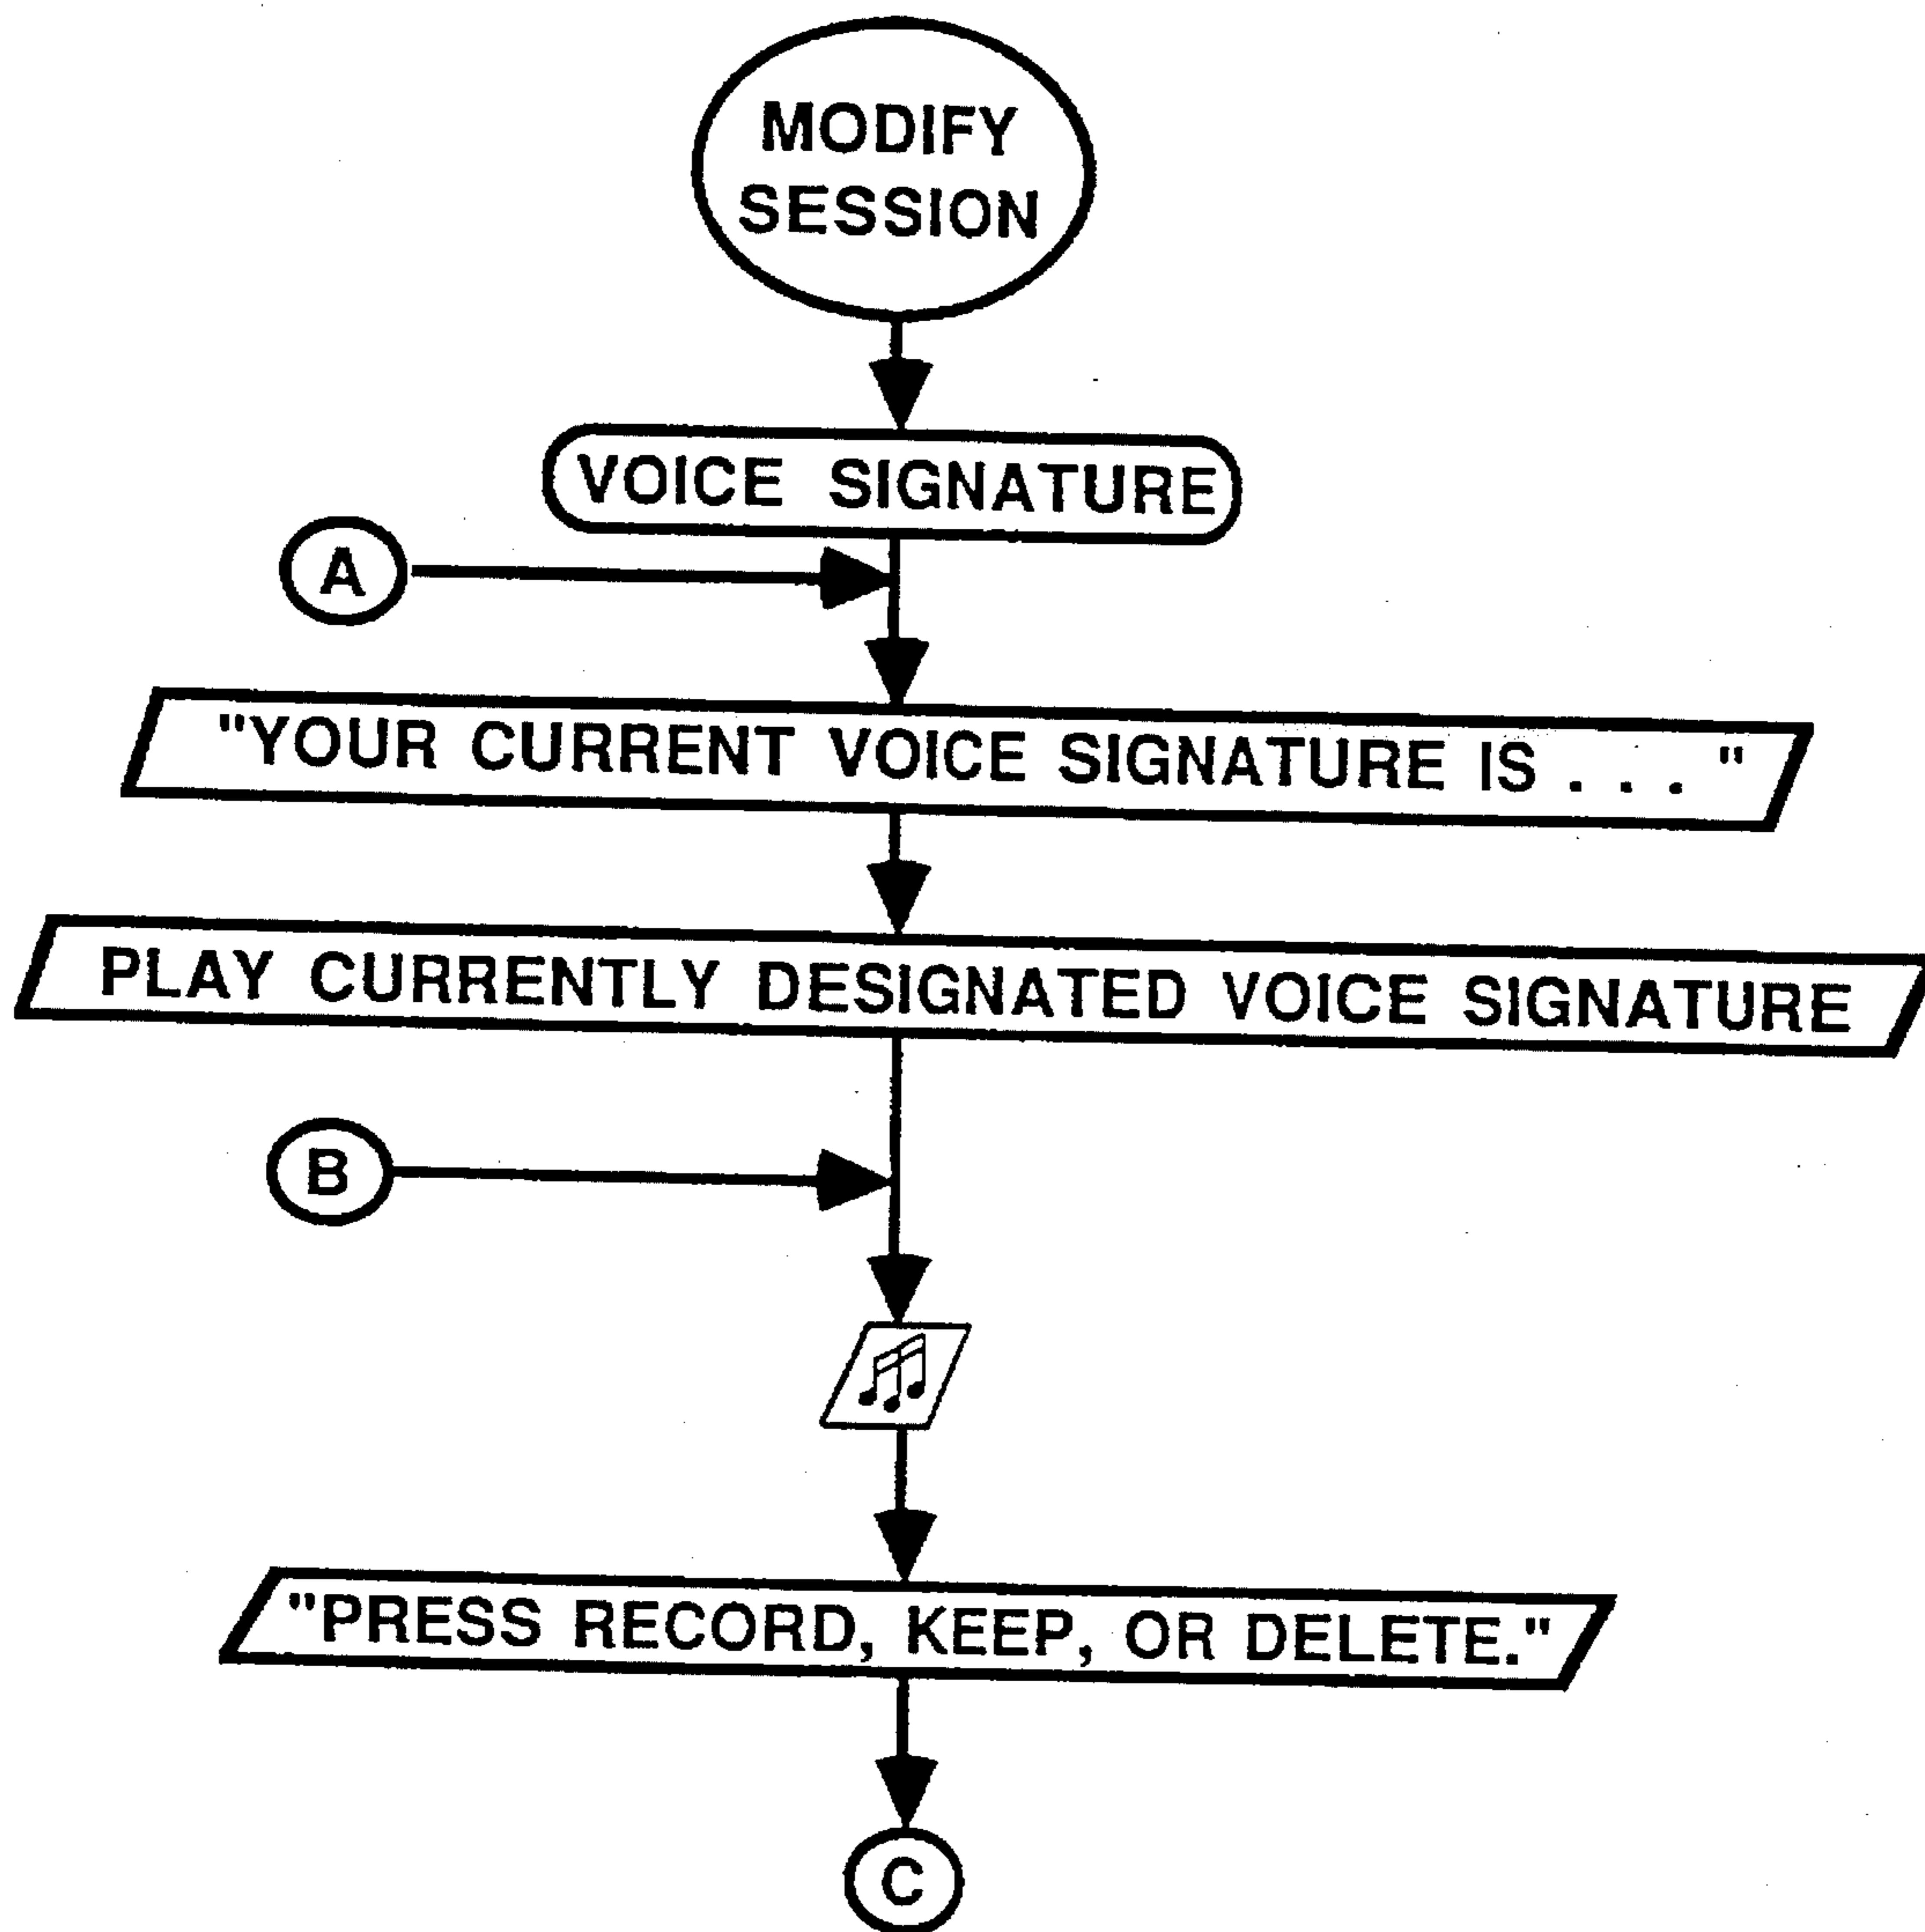 MODIFY
SESSION
VOICE SIGNATURE
A
"YOUR CURRENT VOICE SIGNATURE IS . . . "
PLAY CURRENTLY DESIGNATED VOICE SIGNATURE
B
"PRESS RECORD, KEEP, OR DELETE."
C